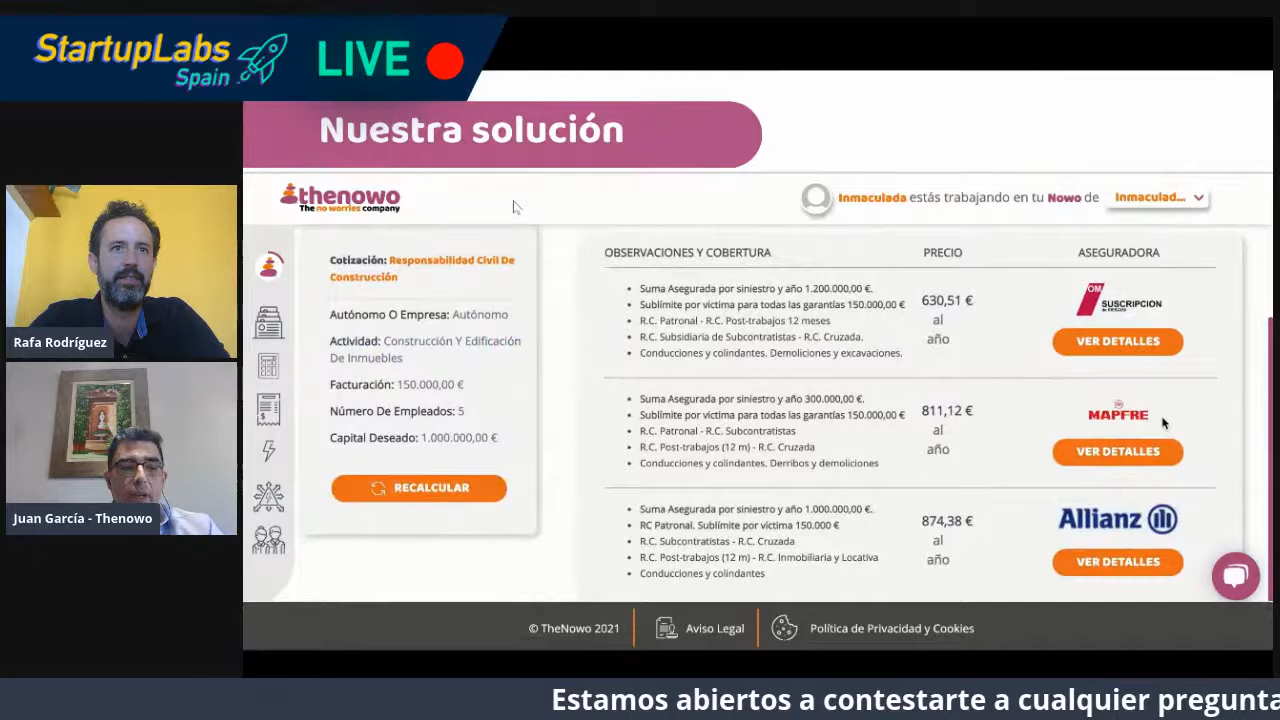 StartupLabs
Spain
LIVE
Nuestra solución
thenowo
The no worries company
Inmaculada estás trabajando en tu Nowo de
Inmaculad...
Cotización: Responsabilidad Civil De
Construcción
Autónomo O Empresa: Autónomo
Actividad: Construcción Y Edificación
De Inmuebles
Facturación: 150.000,00 €
Número De Empleados: 5
Capital Deseado: 1.000.000,00 €
RECALCULAR
OBSERVACIONES Y COBERTURA
PRECIO
ASEGURADORA
Suma Asegurada por siniestro y año 1.200.000,00 €.
Sublímite por victima para todas las garantías 150.000,00 €
R.C. Patronal - R.C. Post-trabajos 12 meses
R.C. Subsidiaria de Subcontratistas - R.C. Cruzada.
Conducciones y colindantes. Demoliciones y excavaciones.
630,51 €
al
año
OM
SUSCRIPCION
DE RIESGOS
VER DETALLES
Suma Asegurada por siniestro y año 300.000,00 €.
Sublímite por victima para todas las garantías 150.000,00 €
R.C. Patronal - R.C. Subcontratistas
R.C. Post-trabajos (12 m) - R.C. Cruzada
Conducciones y colindantes. Derribos y demoliciones
811,12 €
al
año
MAPFRE
VER DETALLES
Suma Asegurada por siniestro y año 1.000.000,00 €.
RC Patronal. Sublímite por víctima 150.000 €
R.C. Subcontratistas - R.C. Cruzada
R.C. Post-trabajos (12 m) - R.C. Inmobiliaria y Locativa
Conducciones y colindantes
874,38 €
al
año
Allianz
VER DETALLES
© TheNowo 2021
Aviso Legal
Política de Privacidad y Cookies
Rafa Rodríguez
Juan García - Thenowo
Estamos abiertos a contestarte a cualquier pregunta